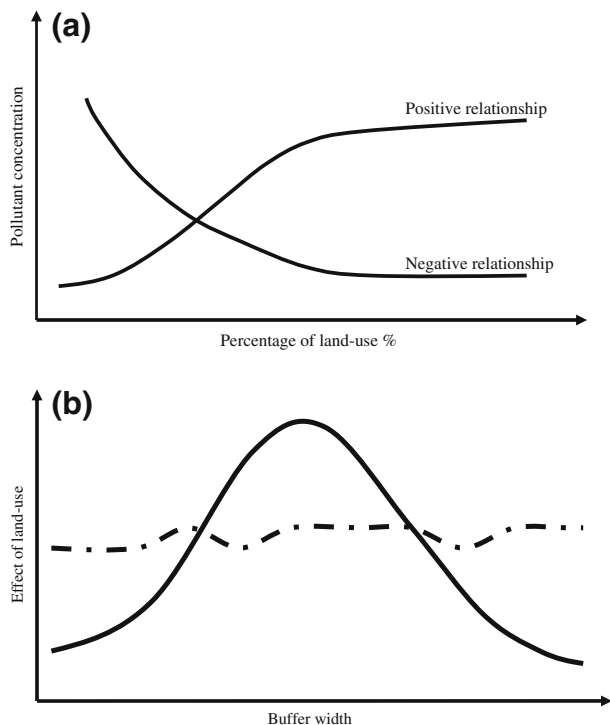 (a)
Pollutant concentration
Positive relationship
Negative relationship
Percentage of land-use %
(b)
Effect of land-use
Buffer width